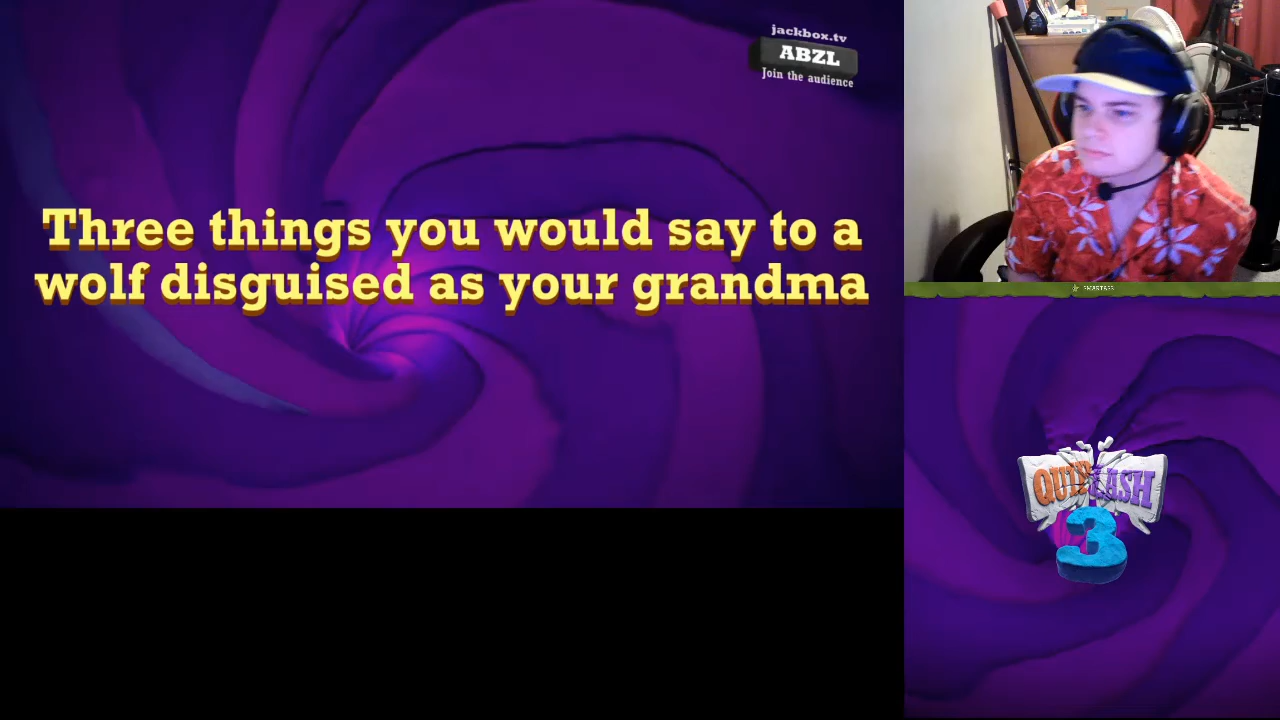 jackbox.tv
ABZL
Join the audience
Three things you would say to a
wolf disguised as your grandma
QUIPLASH
3